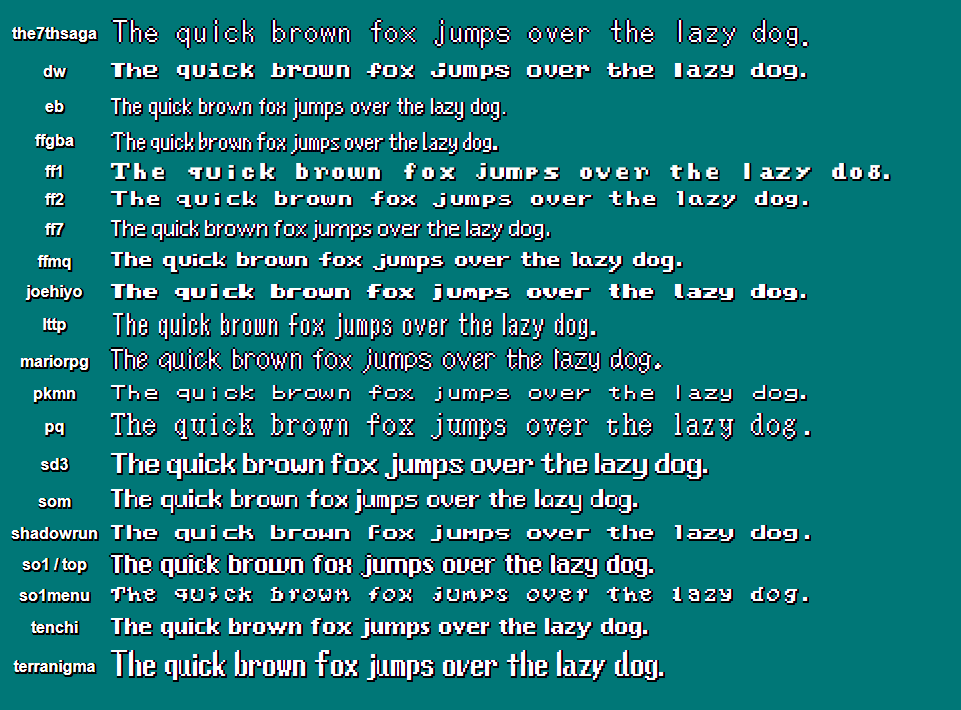 the7thsaga The quick brown fox jumps over the lazy dog.
dw The quick brown fox jumps over the lazy dog.
eb The quick brown fox jumps over the lazy dog.
ffgba The quick brown fox jumps over the lazy dog.
ff1 The quick brown fox jumps over the lazy dog.
ff2 The quick brown fox jumps over the lazy dog.
ff7 The quick brown fox jumps over the lazy dog.
ffmq The quick brown fox jumps over the lazy dog.
joehiyo The quick brown fox jumps over the lazy dog.
lttp The quick brown fox jumps over the lazy dog.
mariorpg The quick brown fox jumps over the lazy dog.
pkmn The quick brown fox jumps over the lazy dog.
pq The quick brown fox jumps over the lazy dog.
sd3 The quick brown fox jumps over the lazy dog.
som The quick brown fox jumps over the lazy dog.
shadowrun The quick brown fox jumps over the lazy dog.
so1 / top The quick brown fox jumps over the lazy dog.
so1menu The quick brown fox jumps over the lazy dog.
tenchi The quick brown fox jumps over the lazy dog.
terranigma The quick brown fox jumps over the lazy dog.